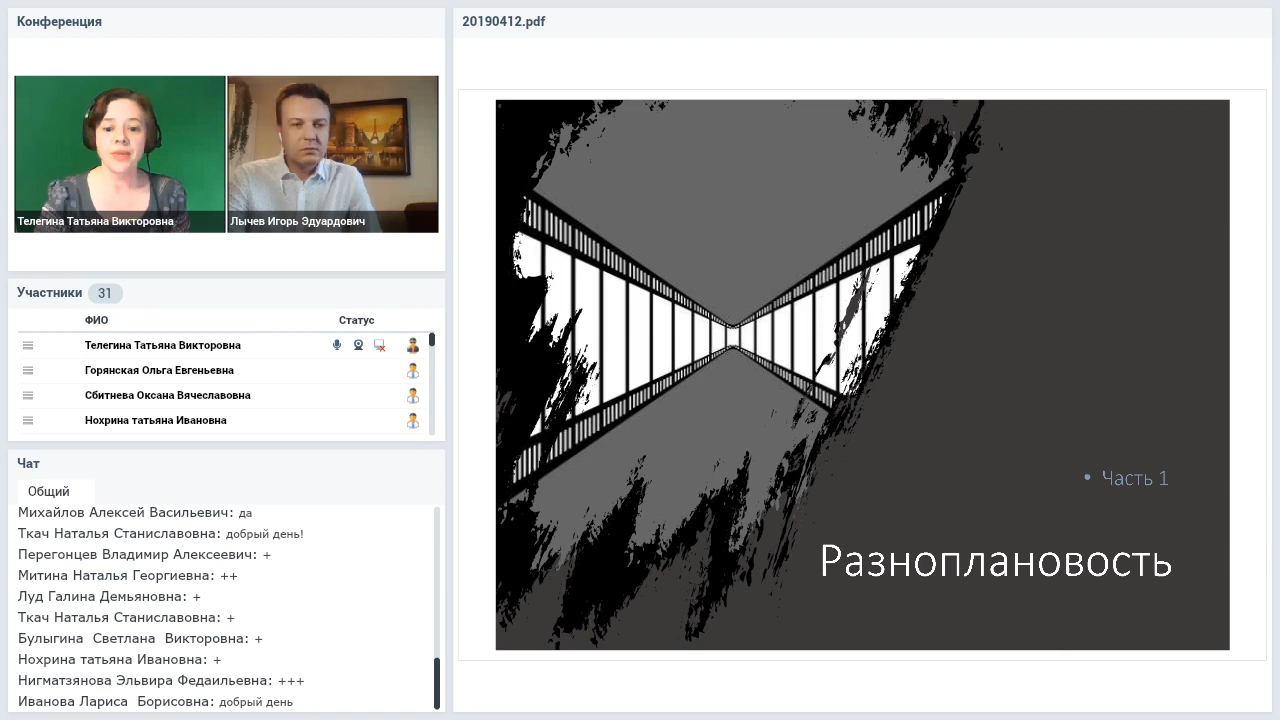 Конференция
Телегина Татьяна Викторовна
Лычев Игорь Эдуардович
Участники 31
ФИО Статус
Телегина Татьяна Викторовна
Горянская Ольга Евгеньевна
Сбитнева Оксана Вячеславовна
Нохрина татьяна Ивановна
Чат
Общий
Михайлов Алексей Васильевич: да
Ткач Наталья Станиславовна: добрый день!
Перегонцев Владимир Алексеевич: +
Митина Наталья Георгиевна: ++
Луд Галина Демьяновна: +
Ткач Наталья Станиславовна: +
Булыгина  Светлана  Викторовна: +
Нохрина татьяна Ивановна: +
Нигматзянова Эльвира Федаильевна: +++
Иванова Лариса  Борисовна: добрый день
20190412.pdf
• Часть 1
Разноплановость